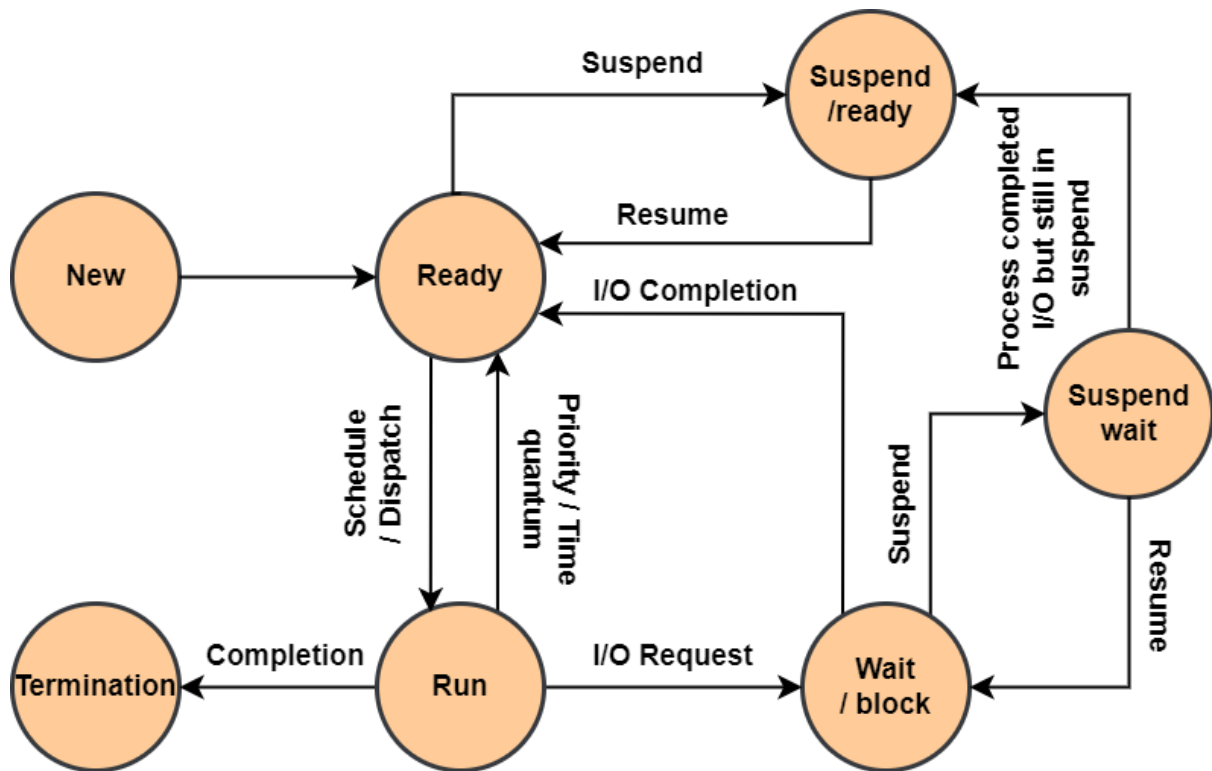 Suspend
Suspend
/ready
Process completed
I/O but still in
suspend
Resume
New
Ready
I/O Completion
Suspend
wait
Schedule
/ Dispatch
Priority / Time
quantum
Suspend
Resume
Completion
I/O Request
Termination
Run
Wait
/ block